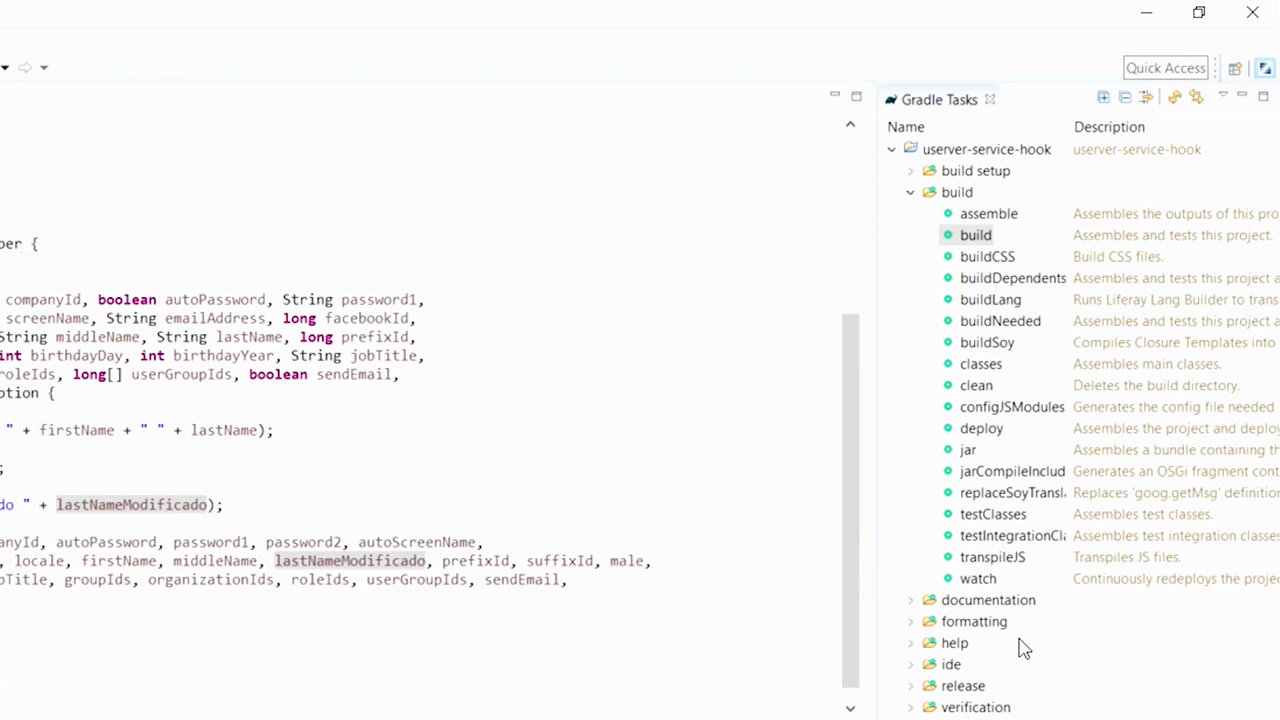 Quick Access
Gradle Tasks
Name Description
userver-service-hook userver-service-hook
build setup
build
assemble Assembles the outputs of this pro
build Assembles and tests this project.
buildCSS Build CSS files.
buildDependents Assembles and tests this project a
buildLang Runs Liferay Lang Builder to trans
buildNeeded Assembles and tests this project a
buildSoy Compiles Closure Templates into
classes Assembles main classes.
clean Deletes the build directory.
configJSModules Generates the config file needed
deploy Assembles the project and deploy
jar Assembles a bundle containing th
jarCompileInclud Generates an OSGi fragment cont
replaceSoyTransl Replaces 'goog.getMsg' definition
testClasses Assembles test classes.
testIntegrationCla Assembles test integration classes
transpileJS Transpiles JS files.
watch Continuously redeploys the projec
documentation
formatting
help
ide
release
verification
per {
companyId, boolean autoPassword, String password1,
screenName, String emailAddress, long facebookId,
String middleName, String lastName, long prefixId,
int birthdayDay, int birthdayYear, String jobTitle,
roleIds, long[] userGroupIds, boolean sendEmail,
ption {
" + firstName + " " + lastName);
;
do " + lastNameModificado);
anyId, autoPassword, password1, password2, autoScreenName,
locale, firstName, middleName, lastNameModificado, prefixId, suffixId, male,
bTitle, groupIds, organizationIds, roleIds, userGroupIds, sendEmail,